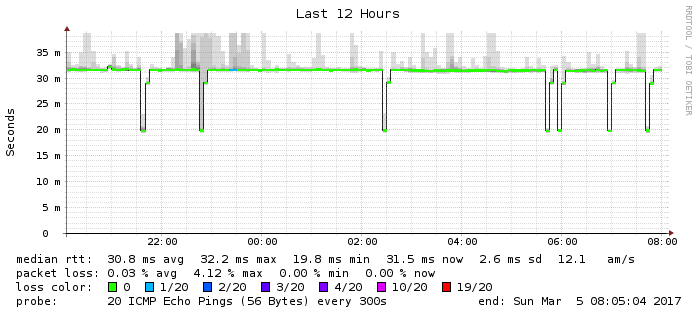 Last 12 Hours
RRDTOOL / TOBI OETIKER
Seconds
35 m
30 m
25 m
20 m
15 m
10 m
5 m
0
22:00 00:00 02:00 04:00 06:00 08:00
median rtt: 30.8 ms avg 32.2 ms max 19.8 ms min 31.5 ms now 2.6 ms sd 12.1 am/s
packet loss: 0.03 % avg 4.12 % max 0.00 % min 0.00 % now
loss color: 0 1/20 2/20 3/20 4/20 10/20 19/20
probe: 20 ICMP Echo Pings (56 Bytes) every 300s end: Sun Mar 5 08:05:04 2017